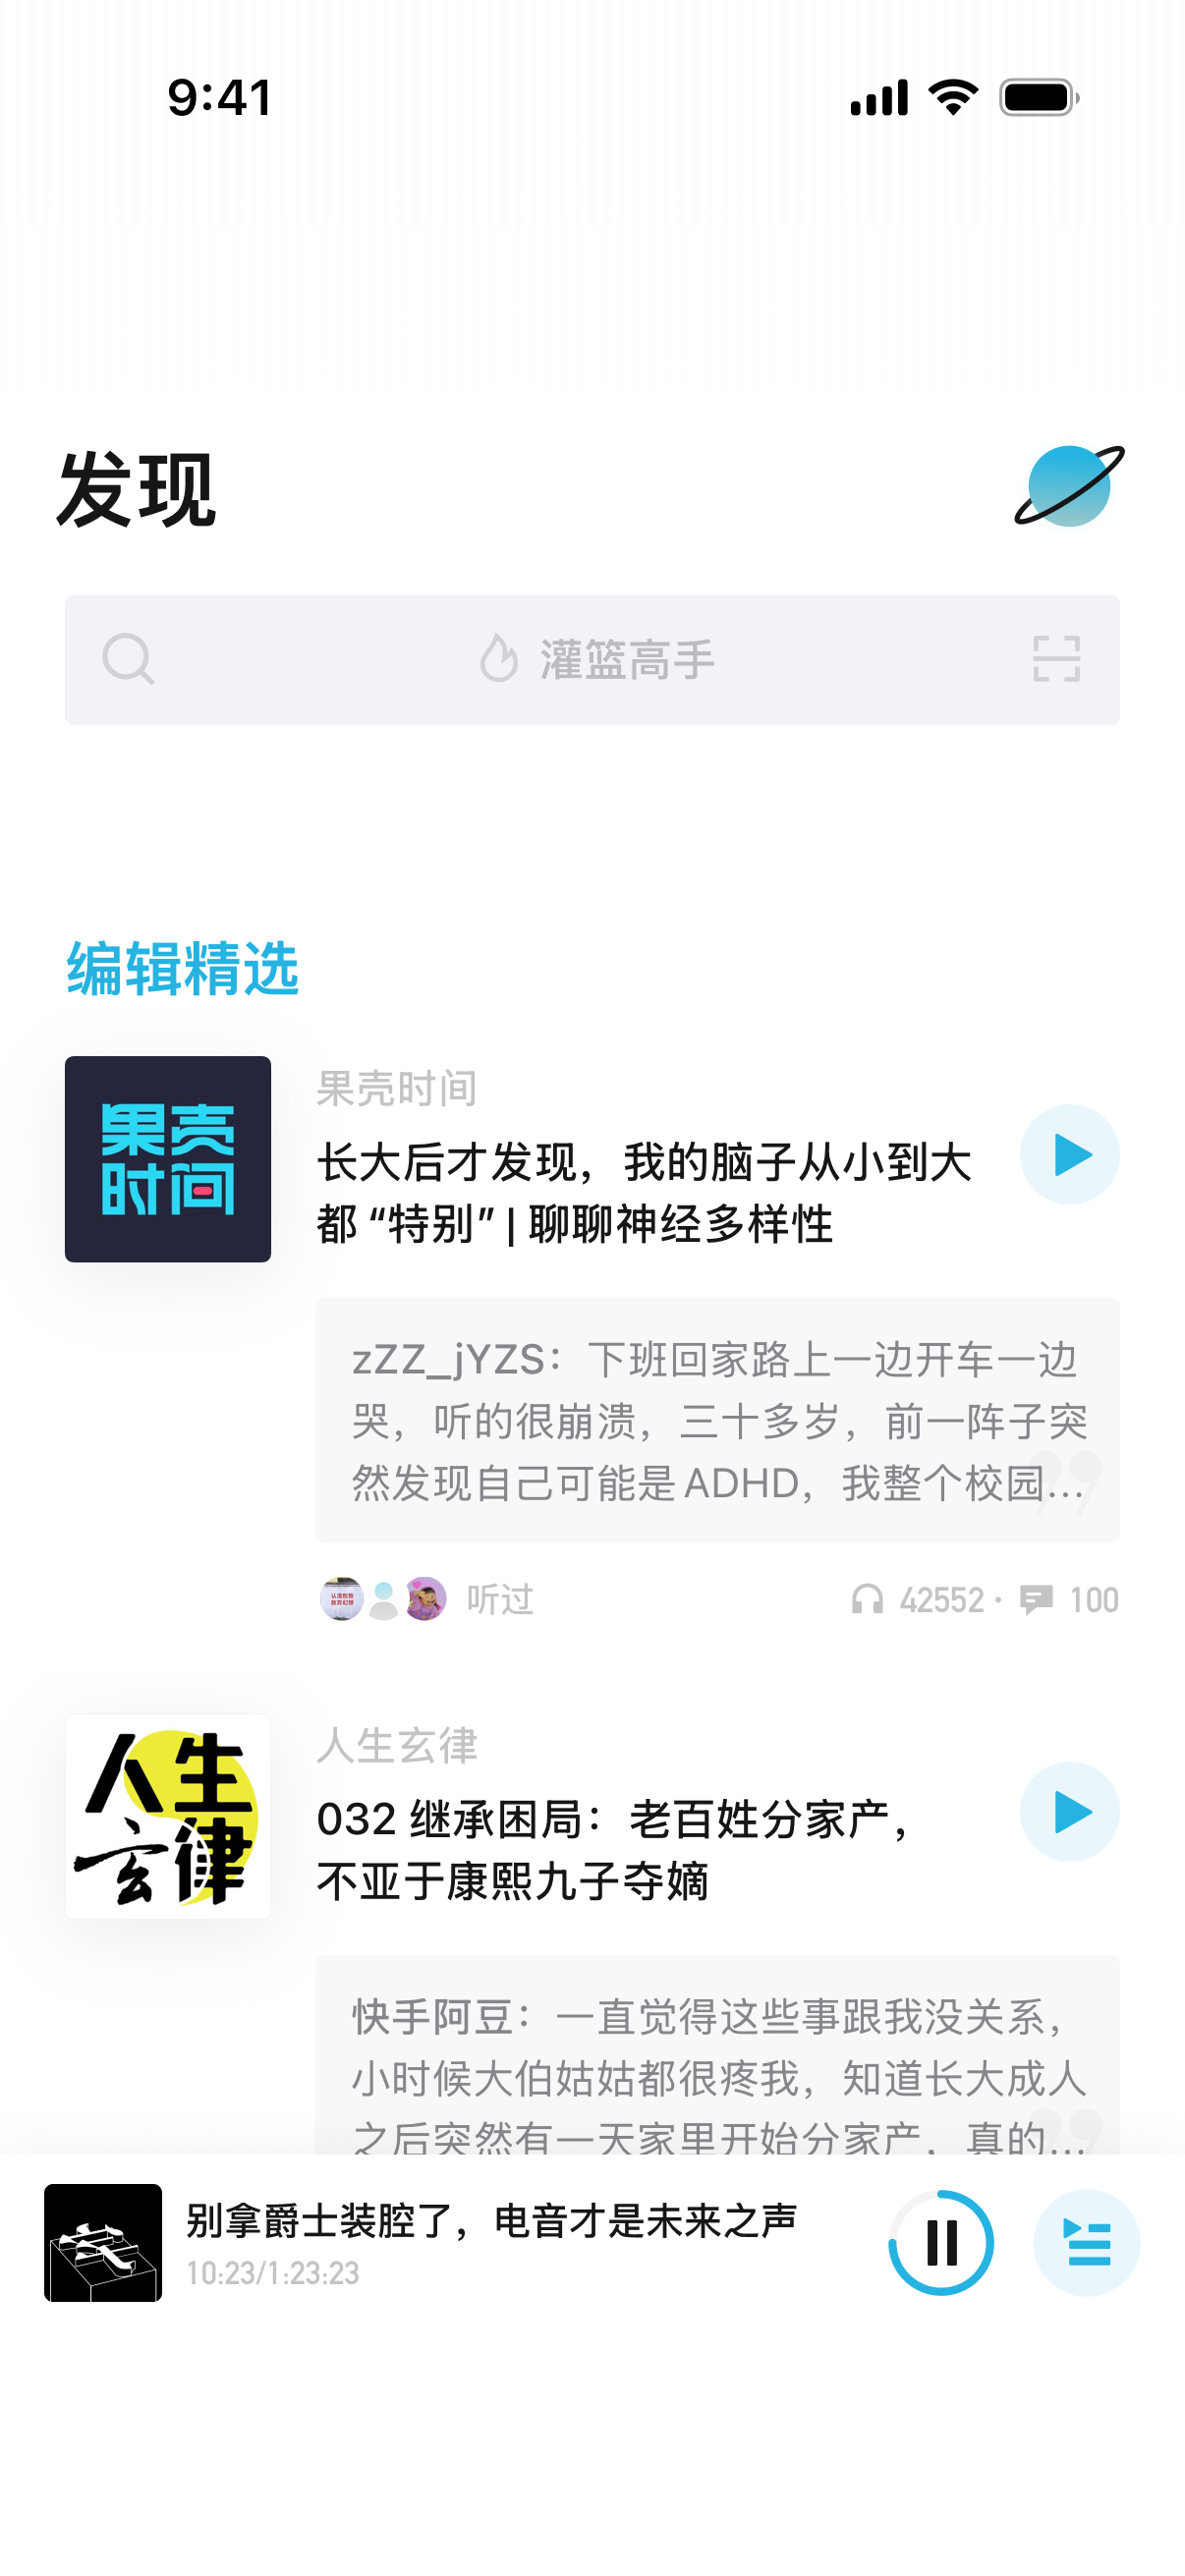 9:41
发现
灌篮高手
编辑精选
果壳
时间
果壳时间
长大后才发现，我的脑子从小到大
都 “特别” | 聊聊神经多样性
zZZ_jYZS：下班回家路上一边开车一边
哭，听的很崩溃，三十多岁，前一阵子突
然发现自己可能是 ADHD，我整个校园...
听过
42552 · 100
人生
玄律
人生玄律
032 继承困局：老百姓分家产，
不亚于康熙九子夺嫡
快手阿豆：一直觉得这些事跟我没关系，
小时候大伯姑姑都很疼我，知道长大成人
之后突然有一天家里开始分家产，真的...
别拿爵士装腔了，电音才是未来之声
10:23/1:23:23